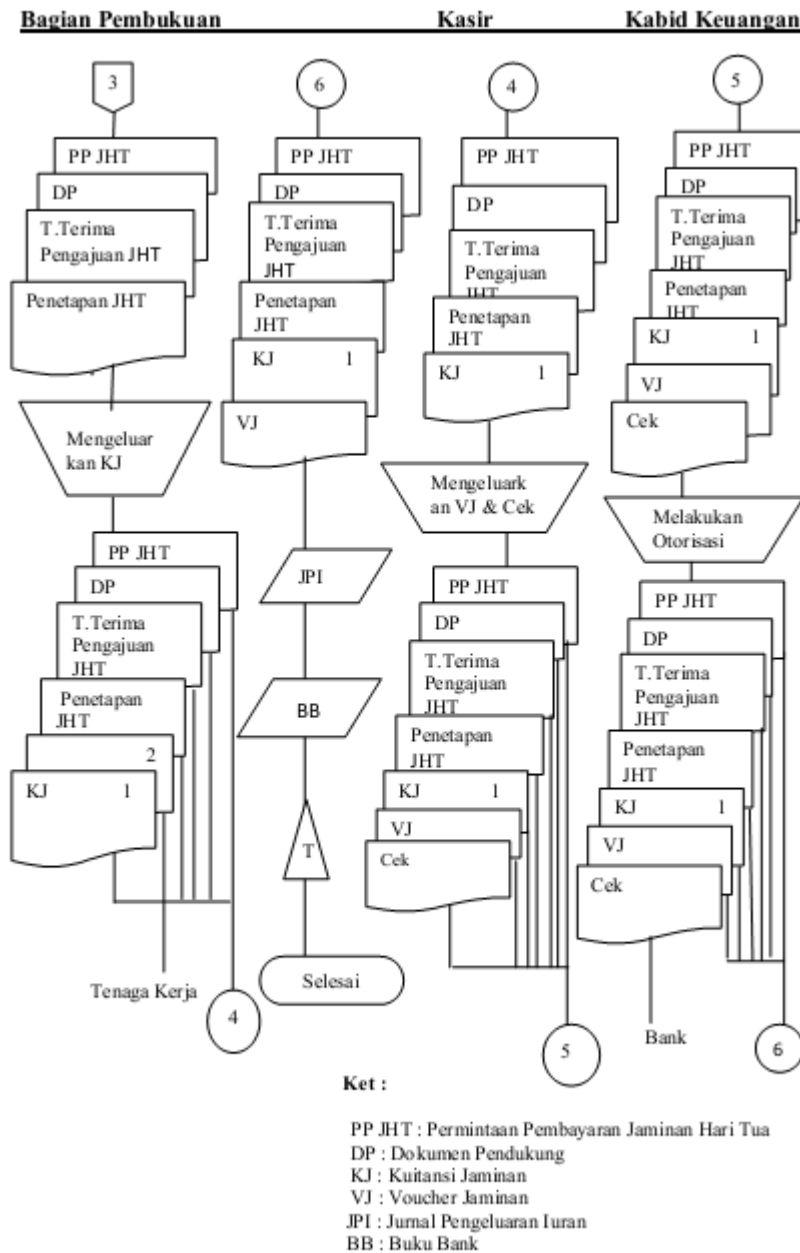 Bagian Pembukuan Kasir Kabid Keuangan
3
PP JHT
DP
T.Terima
Pengajuan JHT
Penetapan JHT
Mengeluar
kan KJ
PP JHT
DP
T.Terima
Pengajuan
JHT
Penetapan
JHT
2
KJ 1
Tenaga Kerja
4
6
PP JHT
DP
T.Terima
Pengajuan
JHT
Penetapan
JHT
KJ 1
VJ
JPI
BB
T
Selesai
4
PP JHT
DP
T.Terima
Pengajuan
JHT
Penetapan
JHT
KJ 1
Mengeluark
an VJ & Cek
PP JHT
DP
T.Terima
Pengajuan
JHT
Penetapan
JHT
KJ 1
VJ
Cek
5
5
PP JHT
DP
T.Terima
Pengajuan
JHT
Penetapan
JHT
KJ 1
VJ
Cek
Melakukan
Otorisasi
PP JHT
DP
T.Terima
Pengajuan
JHT
Penetapan
JHT
KJ 1
VJ
Cek
Bank
6
Ket :
PP JHT : Permintaan Pembayaran Jaminan Hari Tua
DP : Dokumen Pendukung
KJ : Kuitansi Jaminan
VJ : Voucher Jaminan
JPI : Jurnal Pengeluaran Iuran
BB : Buku Bank